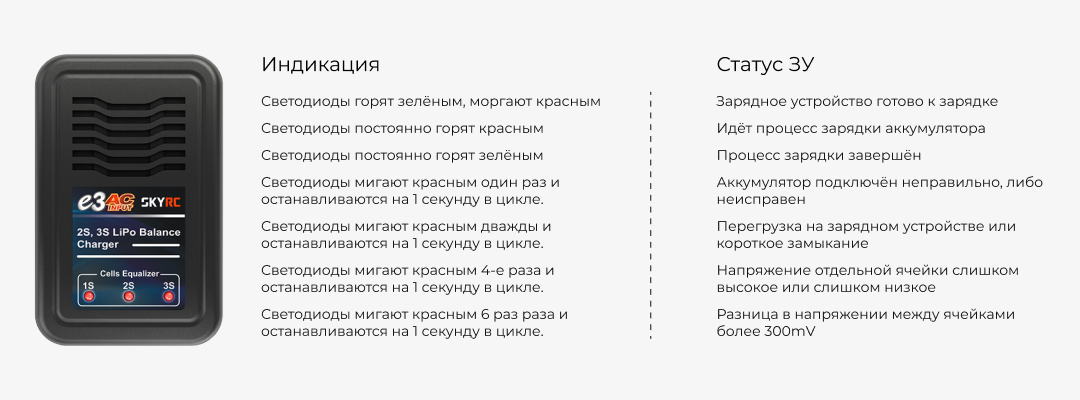 Индикация
Статус ЗУ
Светодиоды горят зелёным, моргают красным
Зарядное устройство готово к зарядке
Светодиоды постоянно горят красным
Идёт процесс зарядки аккумулятора
Светодиоды постоянно горят зелёным
Процесс зарядки завершён
Светодиоды мигают красным один раз и
останавливаются на 1 секунду в цикле.
Аккумулятор подключён неправильно, либо
неисправен
Светодиоды мигают красным дважды и
останавливаются на 1 секунду в цикле.
Перегрузка на зарядном устройстве или
короткое замыкание
Светодиоды мигают красным 4-е раза и
останавливаются на 1 секунду в цикле.
Напряжение отдельной ячейки слишком
высокое или слишком низкое
Светодиоды мигают красным 6 раз раза и
останавливаются на 1 секунду в цикле.
Разница в напряжении между ячейками
более 300mV
e3 AC INPUT SKYRC
2S, 3S LiPo Balance
Charger
Cells Equalizer
1S 2S 3S